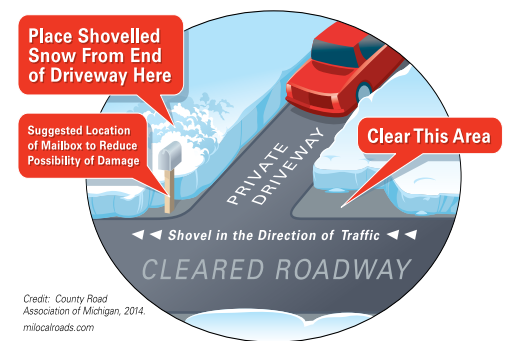 Place Shovelled
Snow From End
of Driveway Here
Suggested Location
of Mailbox to Reduce
Possibility of Damage
Clear This Area
PRIVATE
DRIVEWAY
Shovel in the Direction of Traffic
CLEARED ROADWAY
Credit: County Road
Association of Michigan, 2014.
milocalroads.com